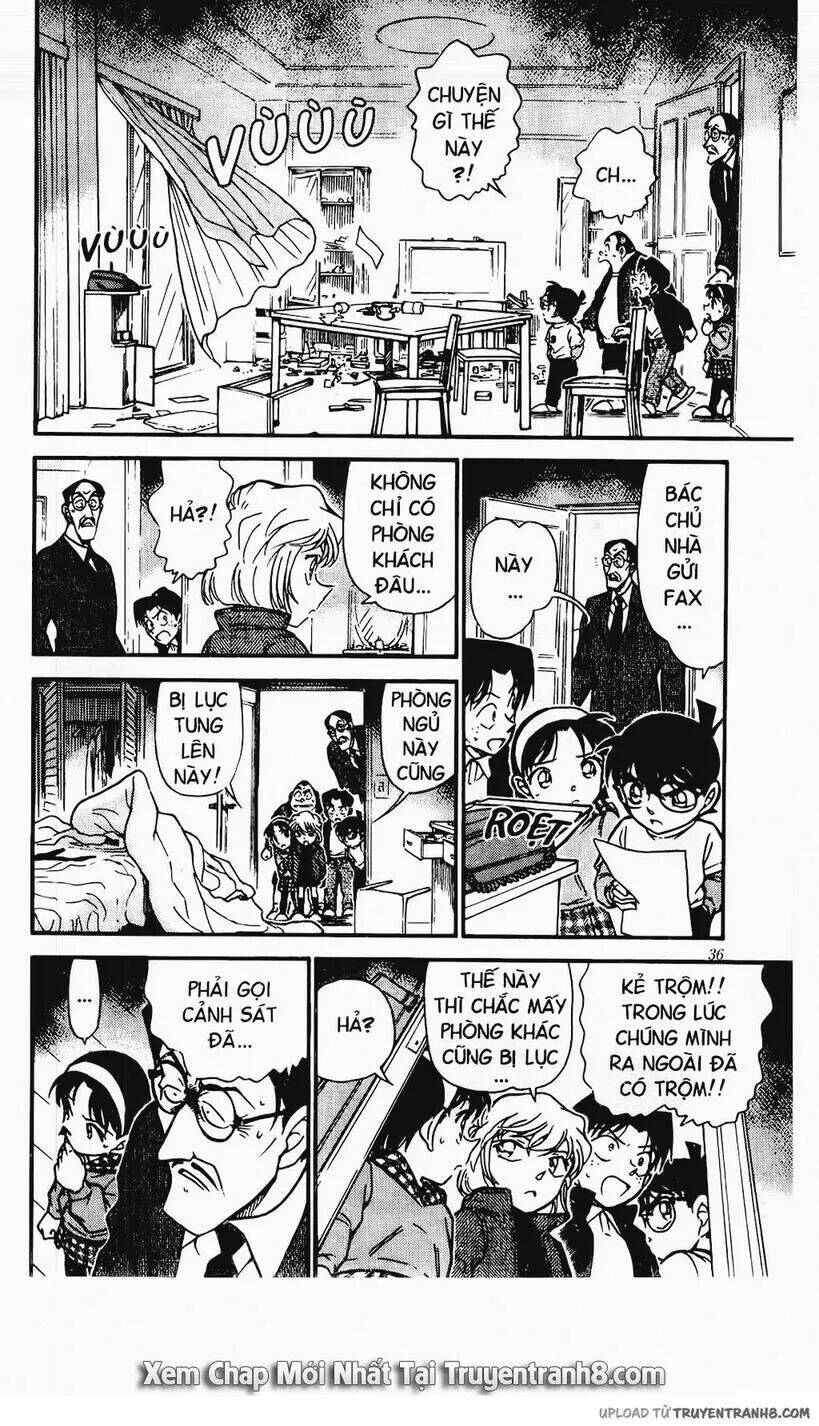 CH...
CHUYỆN
GÌ THẾ
NÀY
?!
VÙÙÙÙ
VÙÙÙ
BÁC
CHỦ
NHÀ
GỬI
FAX
...
NÀY
...
ROẸT
KHÔNG
CHỈ CÓ
PHÒNG
KHÁCH
ĐÂU...
HẢ?!
PHÒNG
NGỦ
NÀY
CŨNG
BỊ LỤC
TUNG
LÊN
NÀY!
36
KẺ TRỘM!!
TRONG LÚC
CHÚNG MÌNH
RA NGOÀI ĐÃ
CÓ TRỘM!!
THẾ NÀY
THÌ CHẮC MẤY
PHÒNG KHÁC
CŨNG BỊ LỤC
...
HẢ?
PHẢI GỌI
CẢNH SÁT
ĐÃ...
...
Xem Chap Mới Nhất Tại Truyentranh8.com
UPLOAD TỪ TRUYENTRANH8.COM